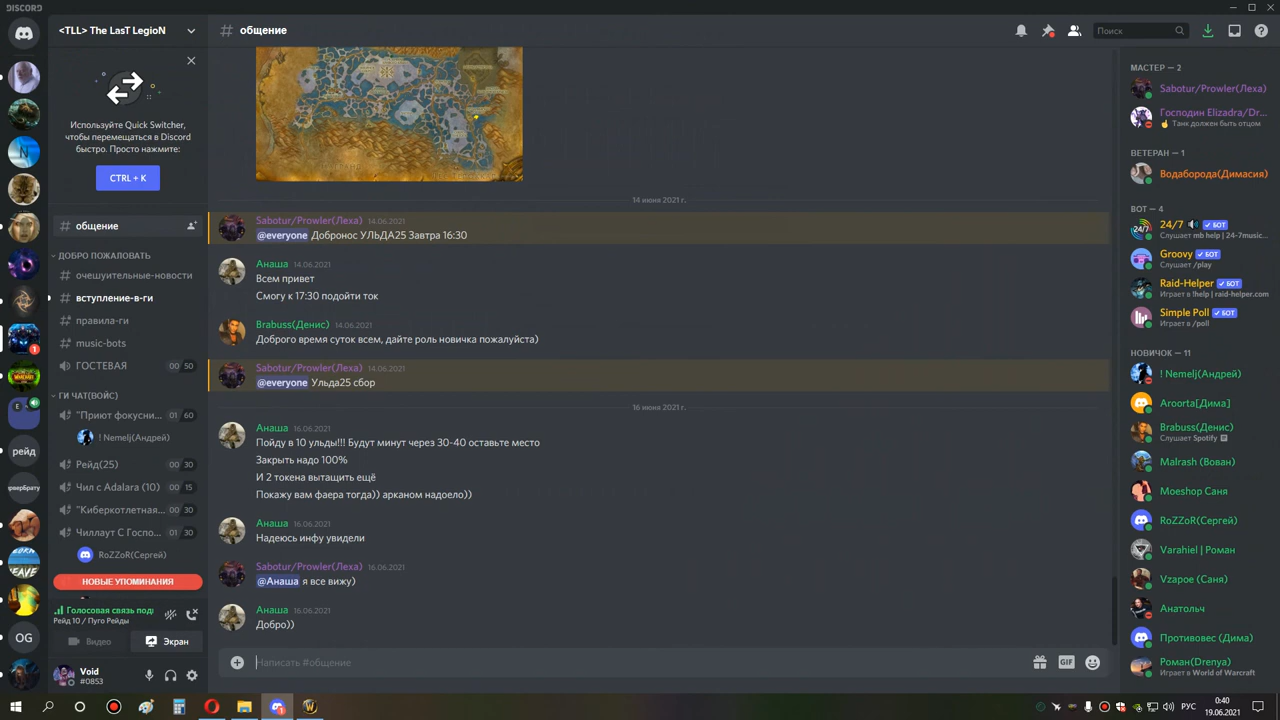 DISCORD
<TLL> The LasT LegioN
общение
Поиск
Используйте Quick Switcher,
чтобы перемещаться в Discord
быстро. Просто нажмите:
CTRL + K
общение
ДОБРО ПОЖАЛОВАТЬ
очешуительные-новости
вступление-в-ги
правила-ги
music-bots
ГОСТЕВАЯ 00 50
ГИ ЧАТ(ВОЙС)
"Приют фокусни... 01 60
! Nemelj(Андрей)
Рейд(25) 00 30
Чил с Adalara (10) 00 15
"Киберкотлетная... 00 30
Чиллаут С Госпо... 01 30
RoZZoR(Сергей)
НОВЫЕ УПОМИНАНИЯ
Голосовая связь под
Рейд 10 / Пуго Рейды
Видео
Экран
Void
#0853
рейд
ерверБрату
OG
14 июня 2021 г.
Sabotur/Prowler(Леха) 14.06.2021
@everyone Добронос УЛЬДА25 Завтра 16:30
Анаша 14.06.2021
Всем привет
Смогу к 17:30 подойти ток
Brabuss(Денис) 14.06.2021
Доброго время суток всем, дайте роль новичка пожалуйста)
Sabotur/Prowler(Леха) 14.06.2021
@everyone Ульда25 сбор
16 июня 2021 г.
Анаша 16.06.2021
Пойду в 10 ульды!!! Будут минут через 30-40 оставьте место
Закрыть надо 100%
И 2 токена вытащить ещё
Покажу вам фаера тогда)) арканом надоело))
Анаша 16.06.2021
Надеюсь инфу увидели
Sabotur/Prowler(Леха) 16.06.2021
@Анаша я все вижу)
Анаша 16.06.2021
Добро))
Написать #общение
GIF
МАСТЕР — 2
Sabotur/Prowler(Леха)
Господин Elizadra/Dr...
Танк должен быть отцом
ВЕТЕРАН — 1
Водаборода(Димасия)
БОТ — 4
24/7 БОТ
Слушает mb help | 24-7music...
Groovy БОТ
Слушает /play
Raid-Helper БОТ
Играет в !help | raid-helper.com
Simple Poll БОТ
Играет в /poll
НОВИЧОК — 11
! Nemelj(Андрей)
Aroorta[Дима]
Brabuss(Денис)
Слушает Spotify
Malrash (Вован)
Моеshop Саня
RoZZoR(Сергей)
Varahiel | Роман
Vzapoe (Саня)
Анатольч
Противовес (Дима)
Роман(Drenya)
Играет в World of Warcraft
РУС
0:40
19.06.2021